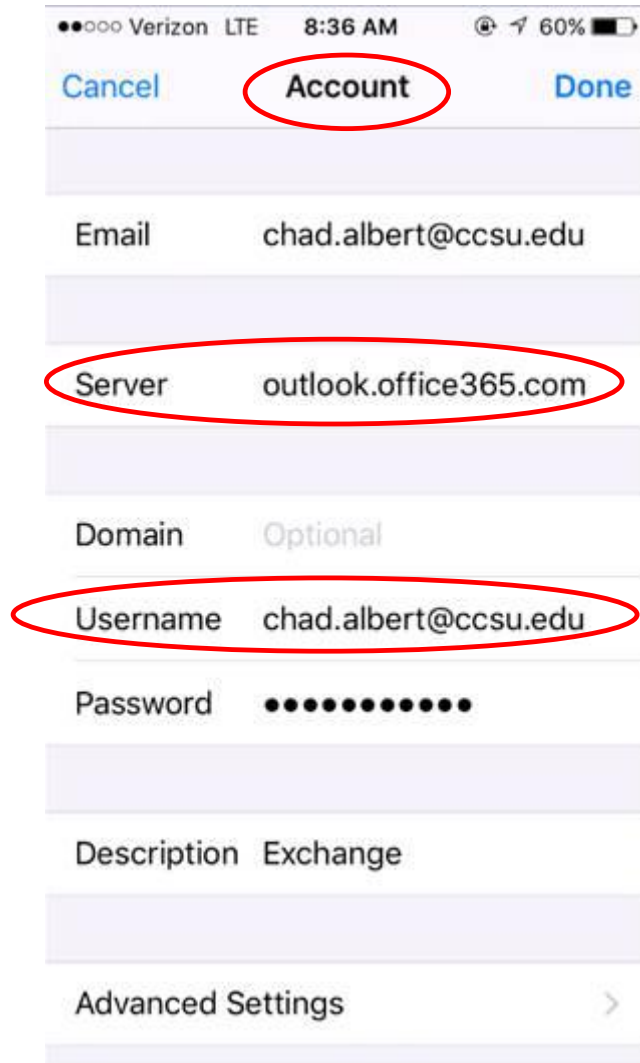 Verizon LTE 8:36 AM 60%
Cancel Account Done
Email chad.albert@ccsu.edu
Server outlook.office365.com
Domain Optional
Username chad.albert@ccsu.edu
Password •••••••••••
Description Exchange
Advanced Settings